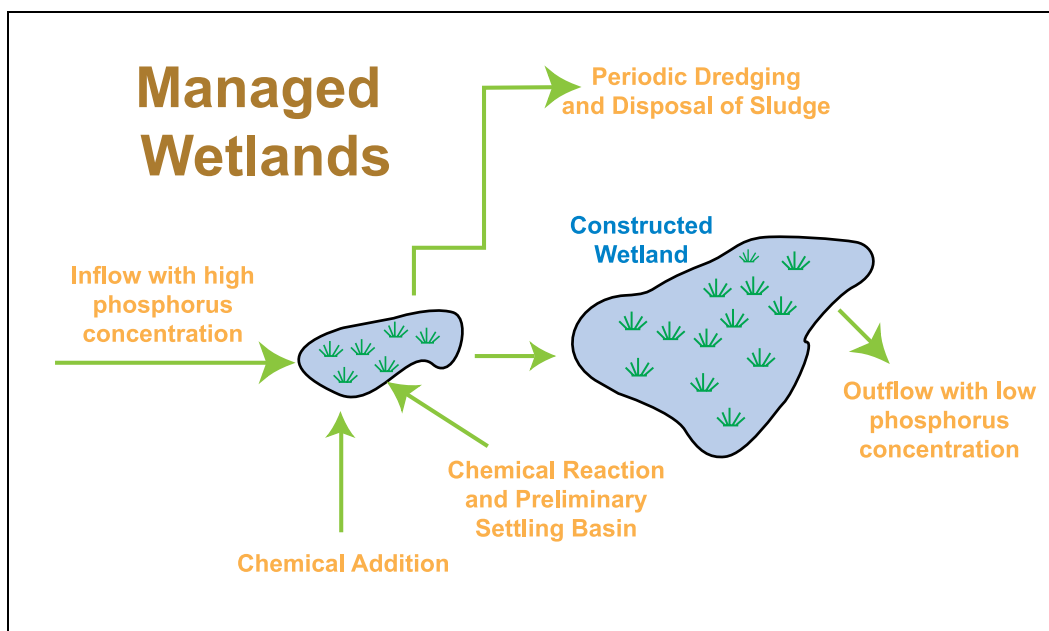 Managed
Wetlands
Periodic Dredging
and Disposal of Sludge
Constructed
Wetland
Inflow with high
phosphorus
concentration
Outflow with low
phosphorus
concentration
Chemical Reaction
and Preliminary
Settling Basin
Chemical Addition